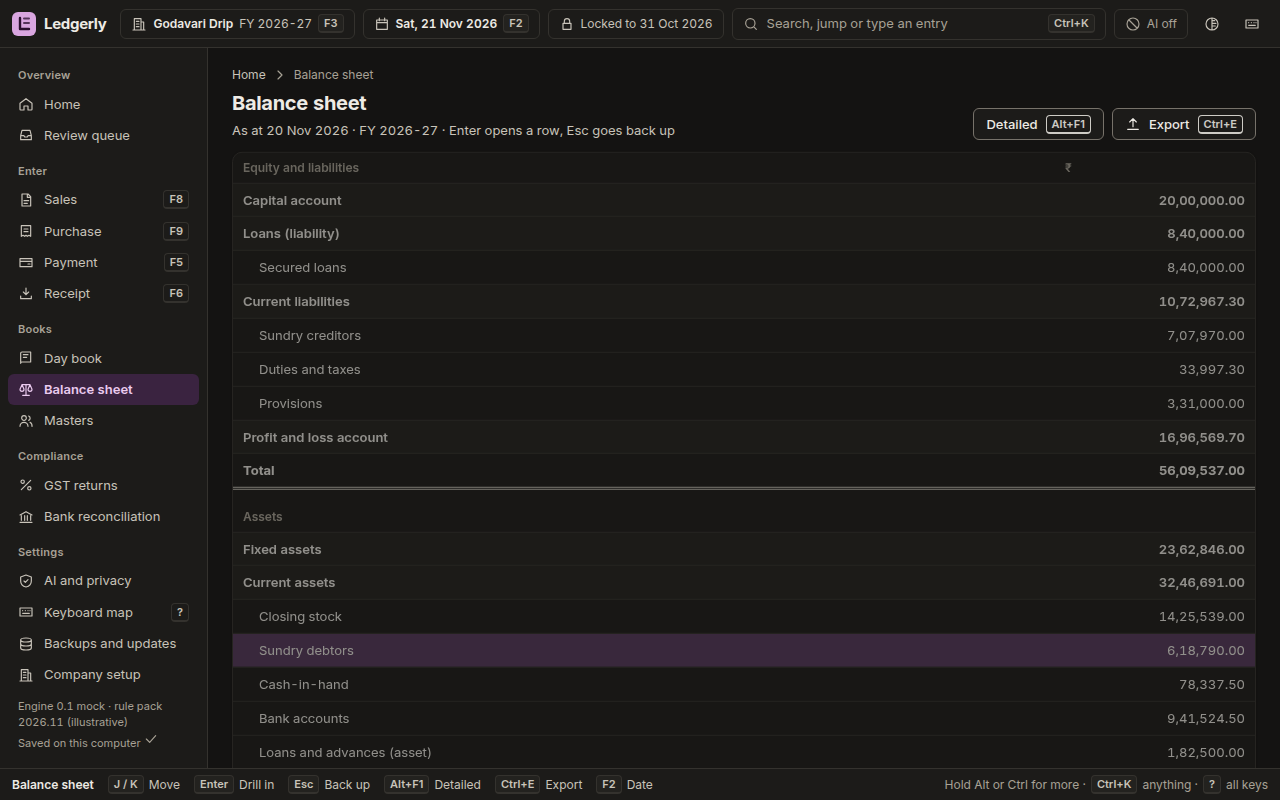 Ledgerly
Godavari Drip FY 2026-27 F3
Sat, 21 Nov 2026 F2
Locked to 31 Oct 2026
Search, jump or type an entry Ctrl+K
AI off
Overview
Home
Review queue
Enter
Sales F8
Purchase F9
Payment F5
Receipt F6
Books
Day book
Balance sheet
Masters
Compliance
GST returns
Bank reconciliation
Settings
AI and privacy
Keyboard map ?
Backups and updates
Company setup
Engine 0.1 mock · rule pack
2026.11 (illustrative)
Saved on this computer
Home > Balance sheet
Balance sheet
As at 20 Nov 2026 · FY 2026-27 · Enter opens a row, Esc goes back up
Detailed Alt+F1
Export Ctrl+E
Equity and liabilities ₹
Capital account 20,00,000.00
Loans (liability) 8,40,000.00
Secured loans 8,40,000.00
Current liabilities 10,72,967.30
Sundry creditors 7,07,970.00
Duties and taxes 33,997.30
Provisions 3,31,000.00
Profit and loss account 16,96,569.70
Total 56,09,537.00
Assets
Fixed assets 23,62,846.00
Current assets 32,46,691.00
Closing stock 14,25,539.00
Sundry debtors 6,18,790.00
Cash-in-hand 78,337.50
Bank accounts 9,41,524.50
Loans and advances (asset) 1,82,500.00
Balance sheet J / K Move Enter Drill in Esc Back up Alt+F1 Detailed Ctrl+E Export F2 Date
Hold Alt or Ctrl for more · Ctrl+K anything · ? all keys